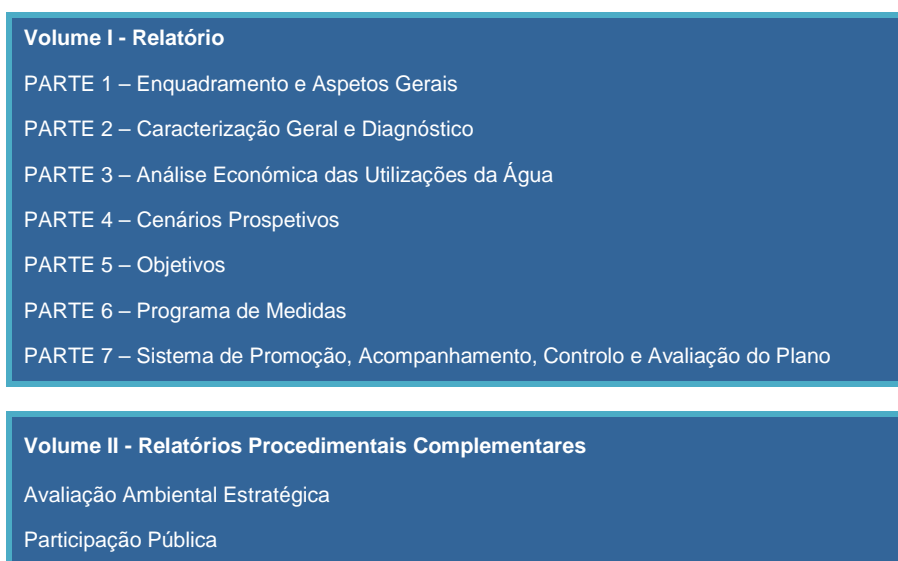 Volume I - Relatório
PARTE 1 – Enquadramento e Aspetos Gerais
PARTE 2 – Caracterização Geral e Diagnóstico
PARTE 3 – Análise Económica das Utilizações da Água
PARTE 4 – Cenários Prospetivos
PARTE 5 – Objetivos
PARTE 6 – Programa de Medidas
PARTE 7 – Sistema de Promoção, Acompanhamento, Controlo e Avaliação do Plano
Volume II - Relatórios Procedimentais Complementares
Avaliação Ambiental Estratégica
Participação Pública